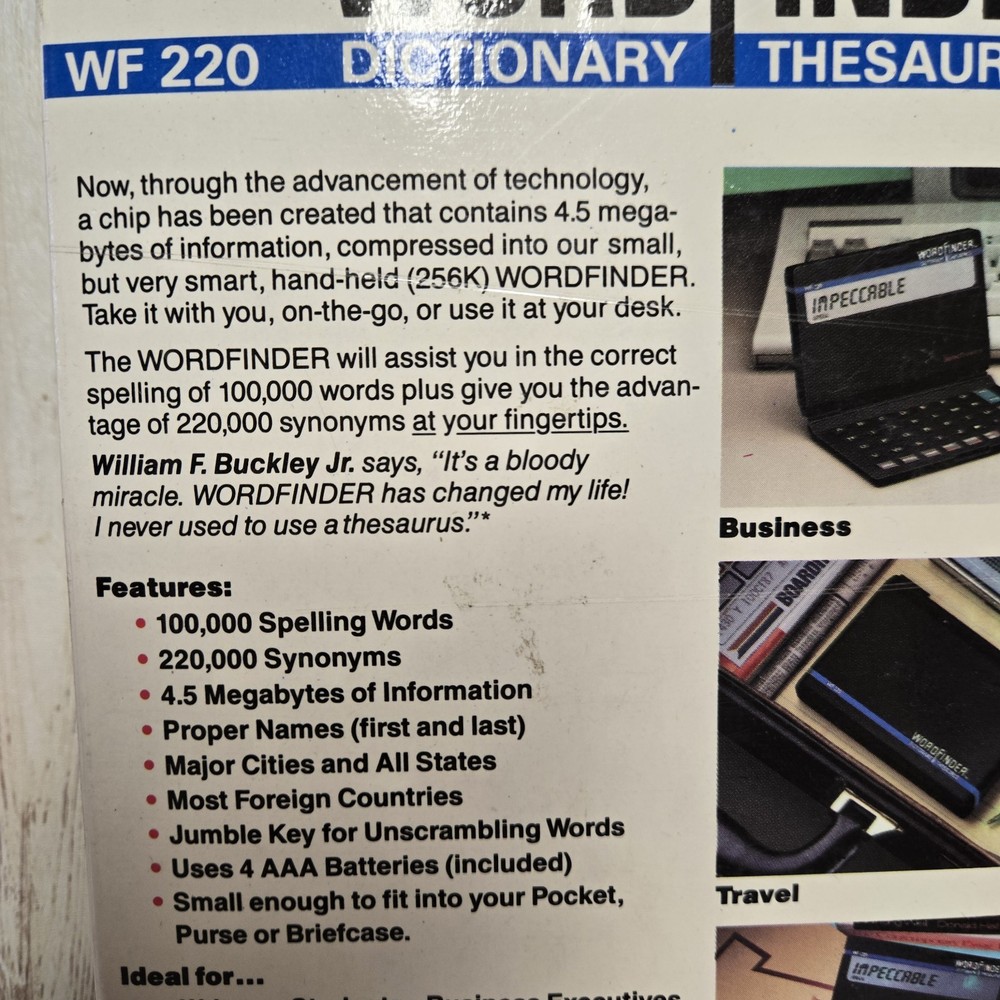 WORDFINDER
WF 220 DICTIONARY THESAUR
Now, through the advancement of technology,
a chip has been created that contains 4.5 mega-
bytes of information, compressed into our small,
but very smart, hand-held (256K) WORDFINDER.
Take it with you, on-the-go, or use it at your desk.
The WORDFINDER will assist you in the correct
spelling of 100,000 words plus give you the advan-
tage of 220,000 synonyms at your fingertips.
William F. Buckley Jr. says, “It’s a bloody
miracle. WORDFINDER has changed my life!
I never used to use a thesaurus.”*
Features:
• 100,000 Spelling Words
• 220,000 Synonyms
• 4.5 Megabytes of Information
• Proper Names (first and last)
• Major Cities and All States
• Most Foreign Countries
• Jumble Key for Unscrambling Words
• Uses 4 AAA Batteries (included)
• Small enough to fit into your Pocket,
Purse or Briefcase.
Ideal for...
Business Executives
WORDFINDER
IMPECCABLE
Business
BOARDIN
WORDFINDER
Travel
WORDFINDE
IMPECCABLE